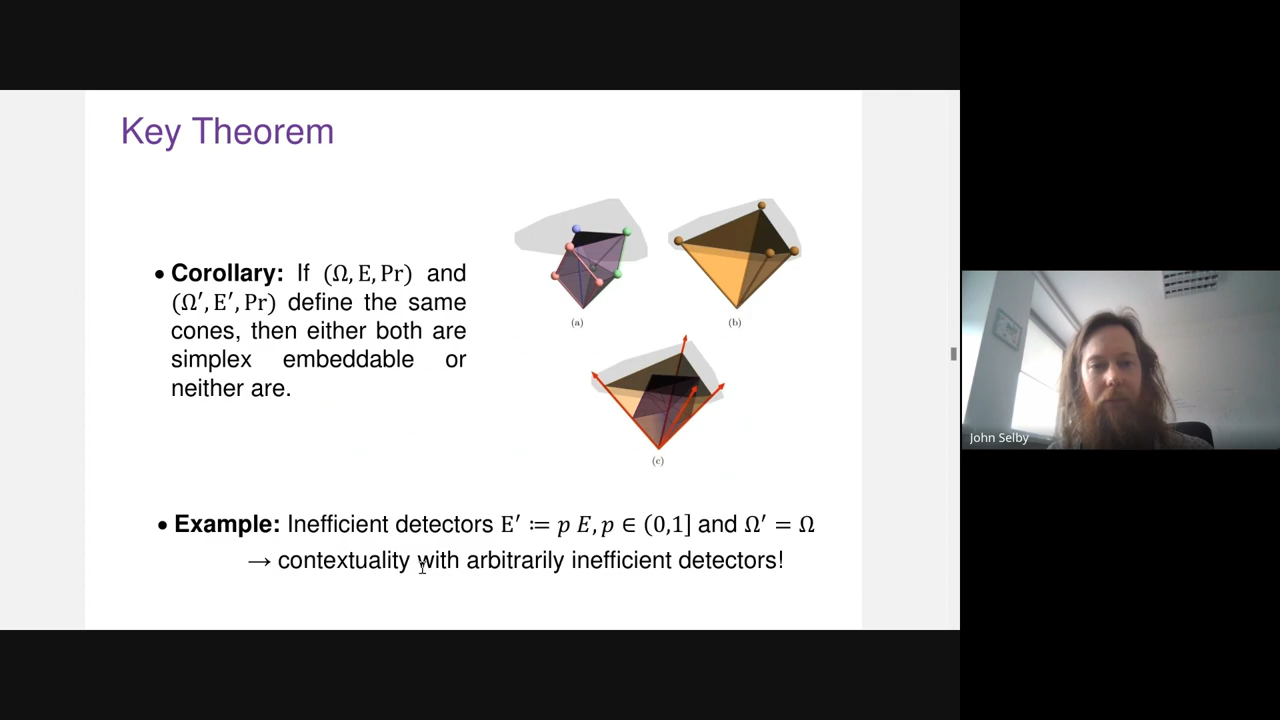 Key Theorem
• Corollary: If (Ω, E, Pr) and
(Ω′, E′, Pr) define the same
cones, then either both are
simplex embeddable or
neither are.
(a)
(b)
(c)
• Example: Inefficient detectors E′ ≔ p E, p ∈ (0,1] and Ω′ = Ω
→ contextuality with arbitrarily inefficient detectors!
John Selby